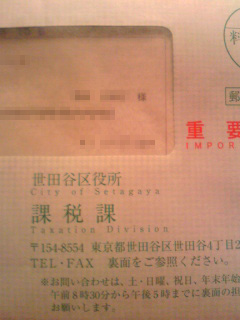 様
重要
IMPOR
世田谷区役所
City of Setagaya
課税課
Taxation Division
〒154-8554 東京都世田谷区世田谷4丁目2
TEL・FAX 裏面をご参照ください。
※お問い合わせは、土・日曜、祝日、年末年始
午前8時30分から午後5時までに裏面の担
お願いします。